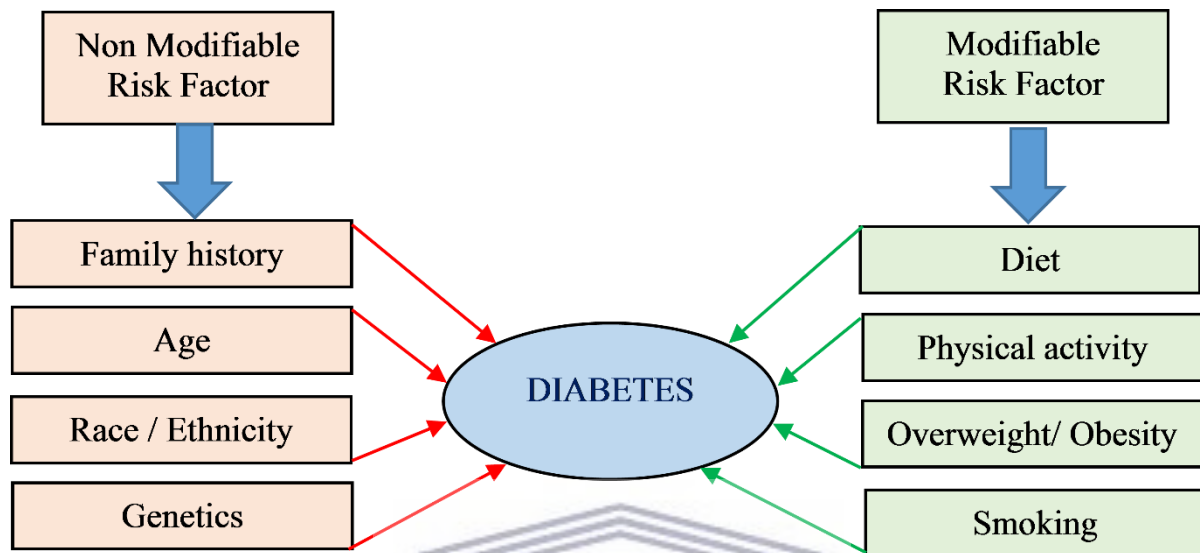 Non Modifiable
Risk Factor
Modifiable
Risk Factor
Family history
Diet
Age
Physical activity
DIABETES
Race / Ethnicity
Overweight/ Obesity
Genetics
Smoking